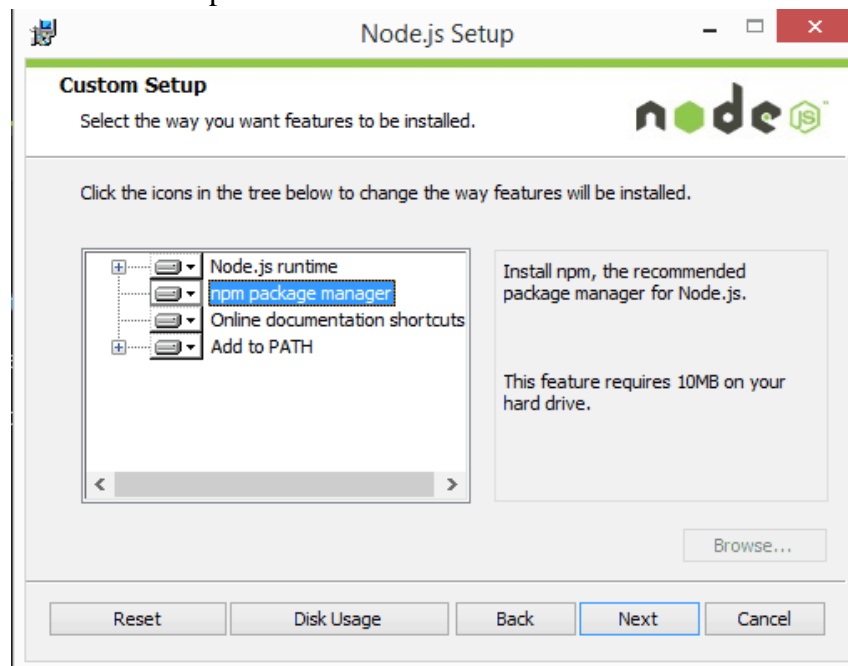 Node.js Setup
Custom Setup
Select the way you want features to be installed.
node JS
Click the icons in the tree below to change the way features will be installed.
Node.js runtime
npm package manager
Online documentation shortcuts
Add to PATH
Install npm, the recommended
package manager for Node.js.
This feature requires 10MB on your
hard drive.
Browse...
Reset
Disk Usage
Back
Next
Cancel